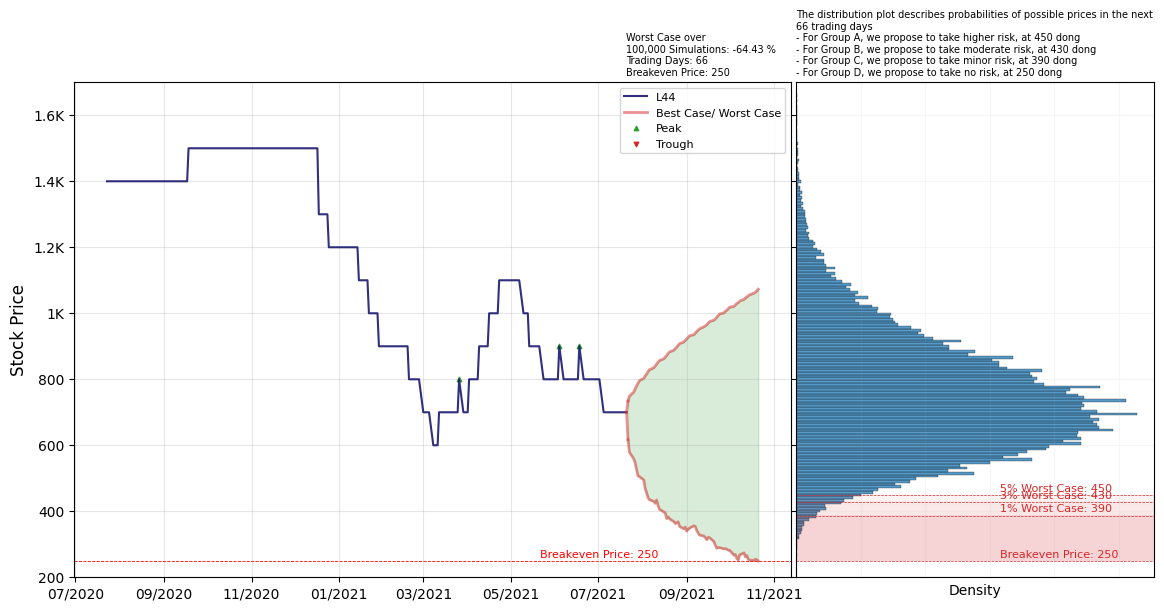 Worst Case over
100,000 Simulations: -64.43 %
Trading Days: 66
Breakeven Price: 250
The distribution plot describes probabilities of possible prices in the next
66 trading days
- For Group A, we propose to take higher risk, at 450 dong
- For Group B, we propose to take moderate risk, at 430 dong
- For Group C, we propose to take minor risk, at 390 dong
- For Group D, we propose to take no risk, at 250 dong
L44
Best Case/ Worst Case
Peak
Trough
Stock Price
1.6K
1.4K
1.2K
1K
800
600
400
200
Breakeven Price: 250
07/2020
09/2020
11/2020
01/2021
03/2021
05/2021
07/2021
09/2021
11/2021
5% Worst Case: 450
3% Worst Case: 430
1% Worst Case: 390
Breakeven Price: 250
Density